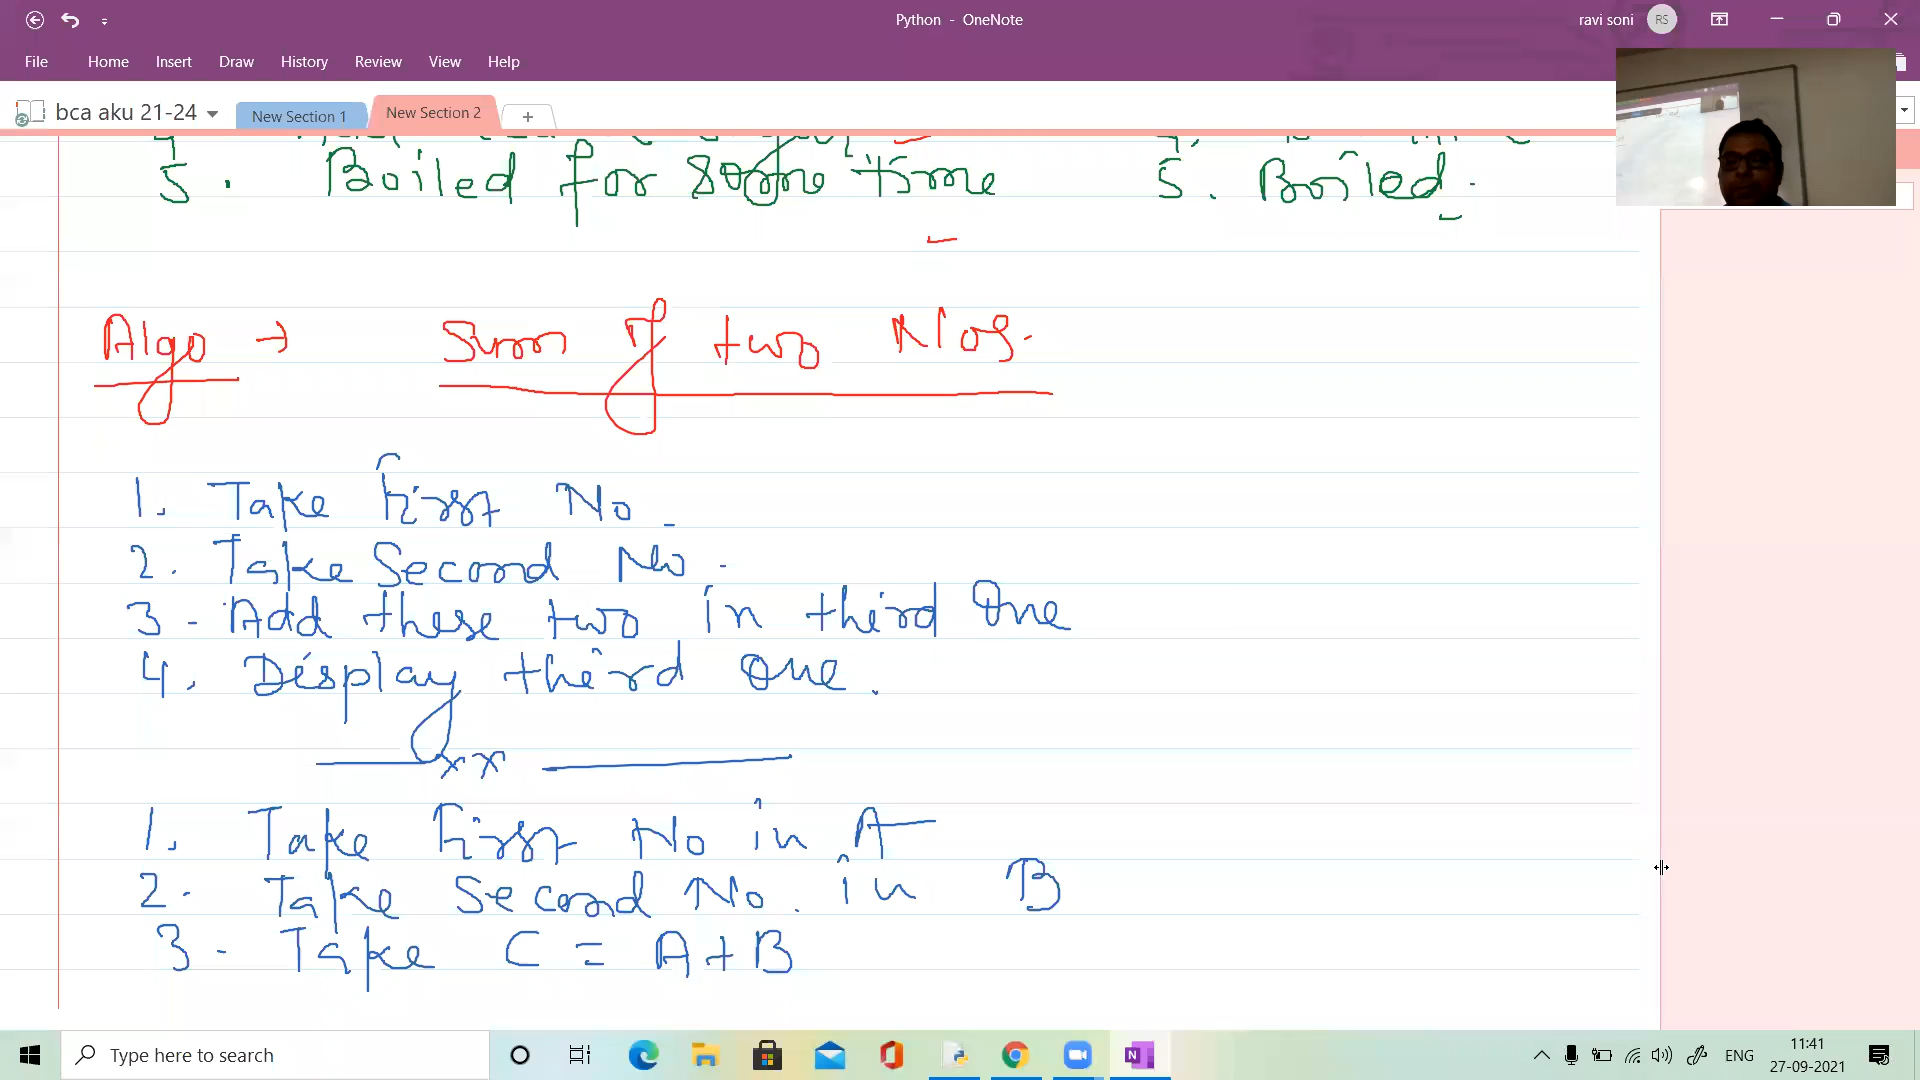 Python - OneNote
ravi soni RS
File Home Insert Draw History Review View Help
bca aku 21-24 New Section 1 New Section 2 +
5. Boiled for some time 5. Boiled.
Algo → Sum of two Nos.
1. Take First No.
2. Take Second No.
3. Add these two in third One
4. Display third One.
xx
1. Take First No in A
2. Take Second No. in B
3. Take C = A+B
Type here to search
ENG 11:41
27-09-2021